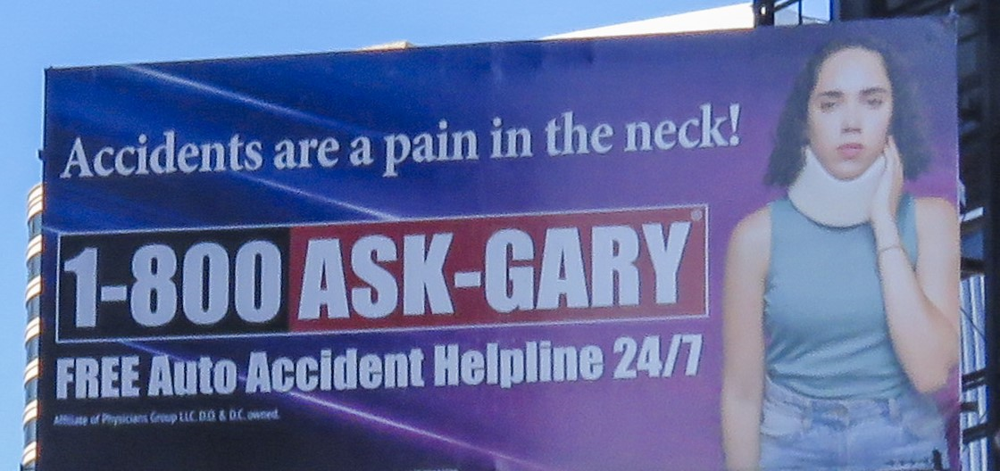 Accidents are a pain in the neck!
1-800 ASK-GARY®
FREE Auto Accident Helpline 24/7
Affiliate of Physicians Group LLC. D.O. & D.C. owned.